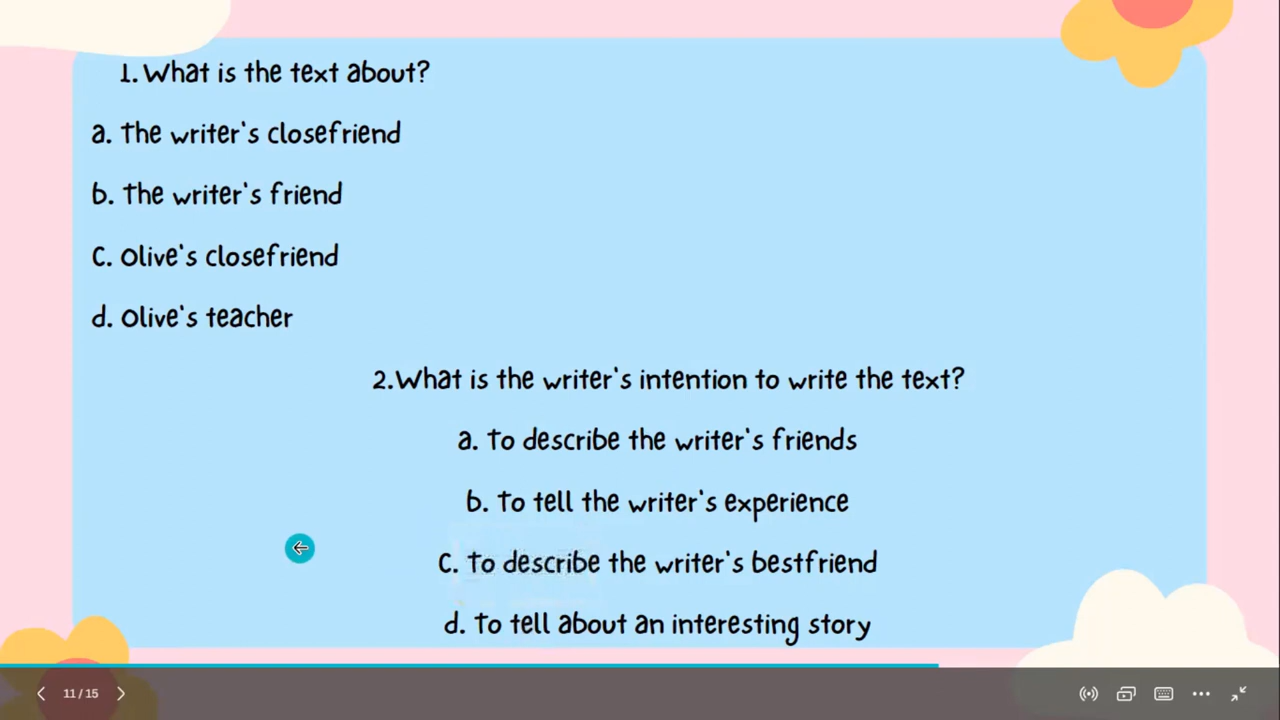 1. What is the text about?
a. The writer's closefriend
b. The writer's friend
c. Olive's closefriend
d. Olive's teacher
2.What is the writer's intention to write the text?
a. To describe the writer's friends
b. To tell the writer's experience
c. To describe the writer's bestfriend
d. To tell about an interesting story
11 / 15